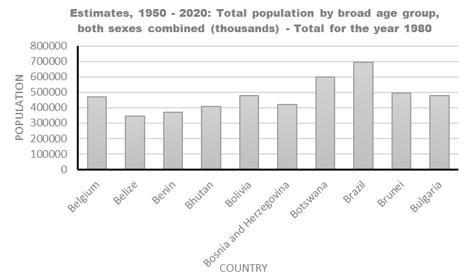 Estimates, 1950 - 2020: Total population by broad age group,
both sexes combined (thousands) - Total for the year 1980
POPULATION
800000
700000
600000
500000
400000
300000
200000
100000
0
Belgium
Belize
Benin
Bhutan
Bolivia
Bosnia and Herzegovina
Botswana
Brazil
Brunei
Bulgaria
COUNTRY